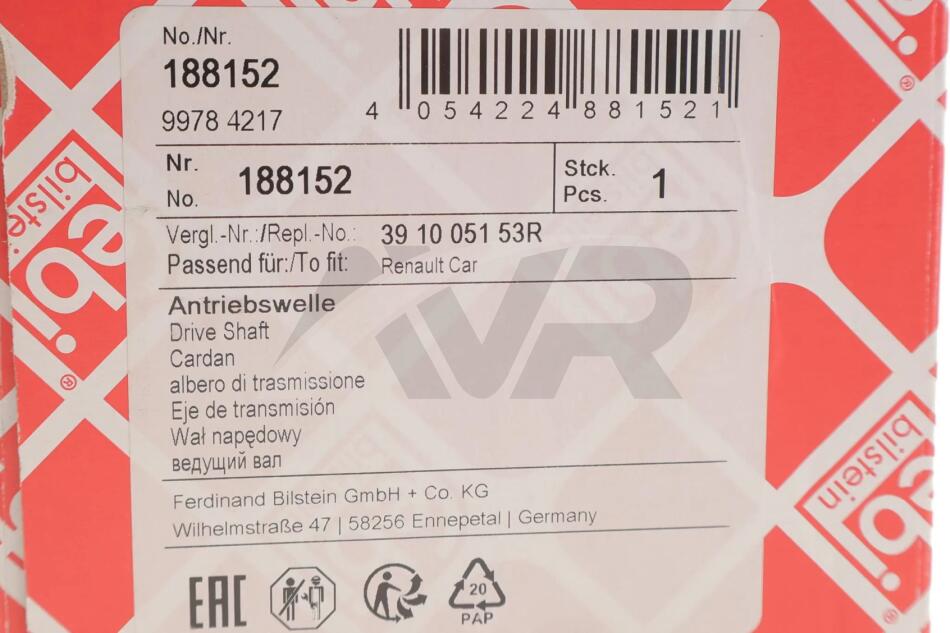 No./Nr.
188152
9978 4217
4 054224 881521
Nr.
No. 188152
Stck.
Pcs. 1
Vergl.-Nr.:/Repl.-No.: 39 10 051 53R
Passend für:/To fit: Renault Car
Antriebswelle
Drive Shaft
Cardan
albero di trasmissione
Eje de transmisión
Wał napędowy
ведущий вал
Ferdinand Bilstein GmbH + Co. KG
Wilhelmstraße 47 | 58256 Ennepetal | Germany
EAC
20
PAP
febi
bilstein
®
febi
bilstein
®
VR